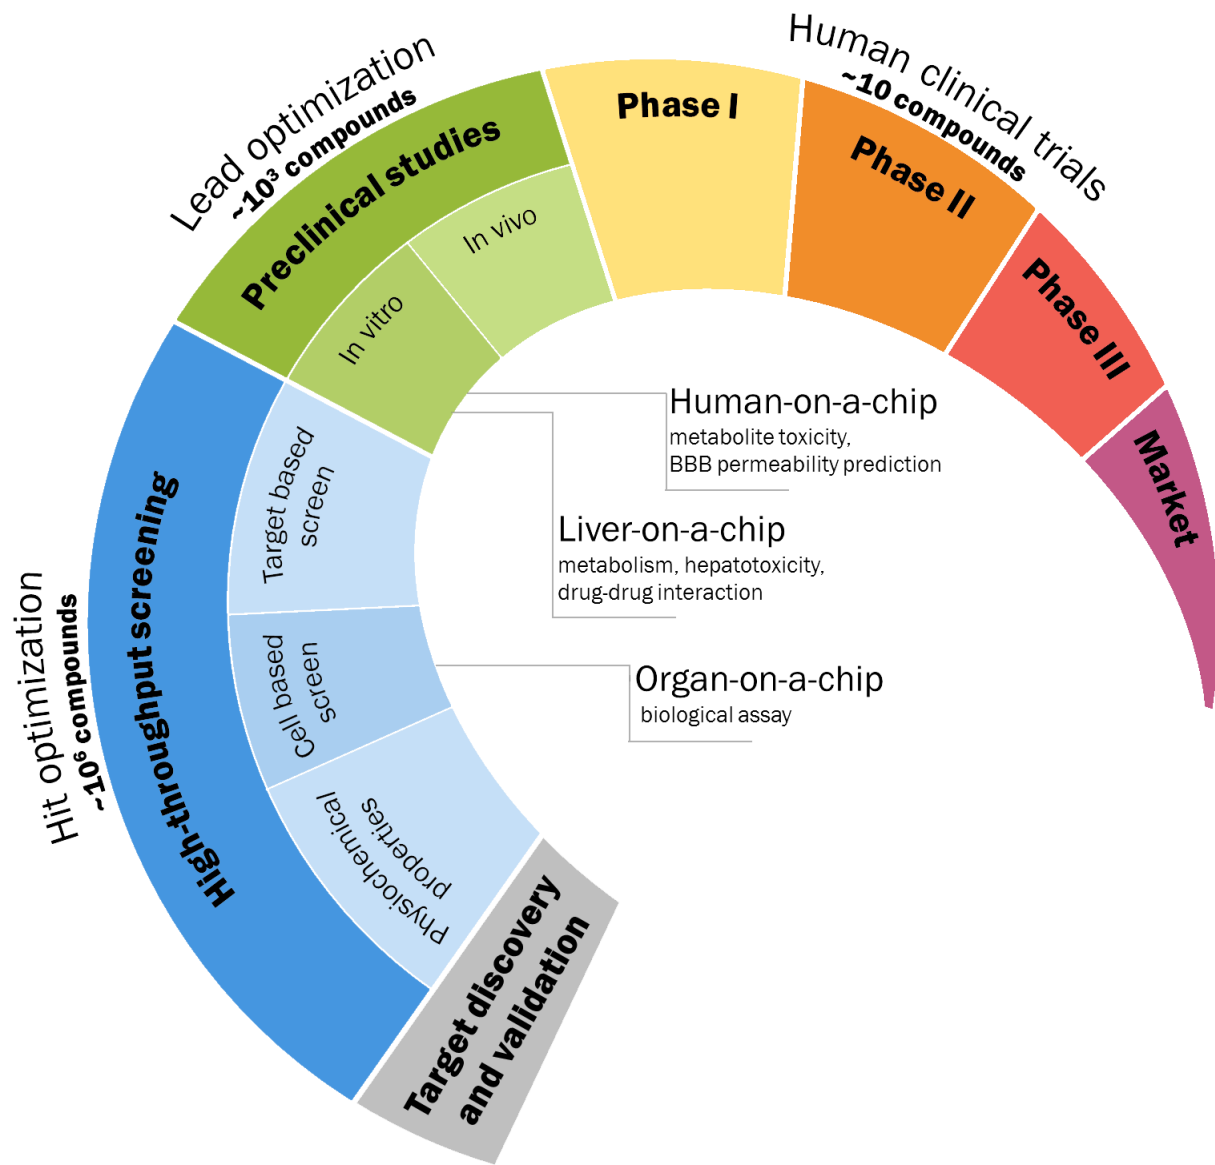 Target discovery
and validation
Hit optimization
~10⁶ compounds
High-throughput screening
Physiochemical
properties
Cell based
screen
Target based
screen
Lead optimization
~10³ compounds
Preclinical studies
In vitro
In vivo
Human clinical trials
~10 compounds
Phase I
Phase II
Phase III
Market
Human-on-a-chip
metabolite toxicity,
BBB permeability prediction
Liver-on-a-chip
metabolism, hepatotoxicity,
drug-drug interaction
Organ-on-a-chip
biological assay